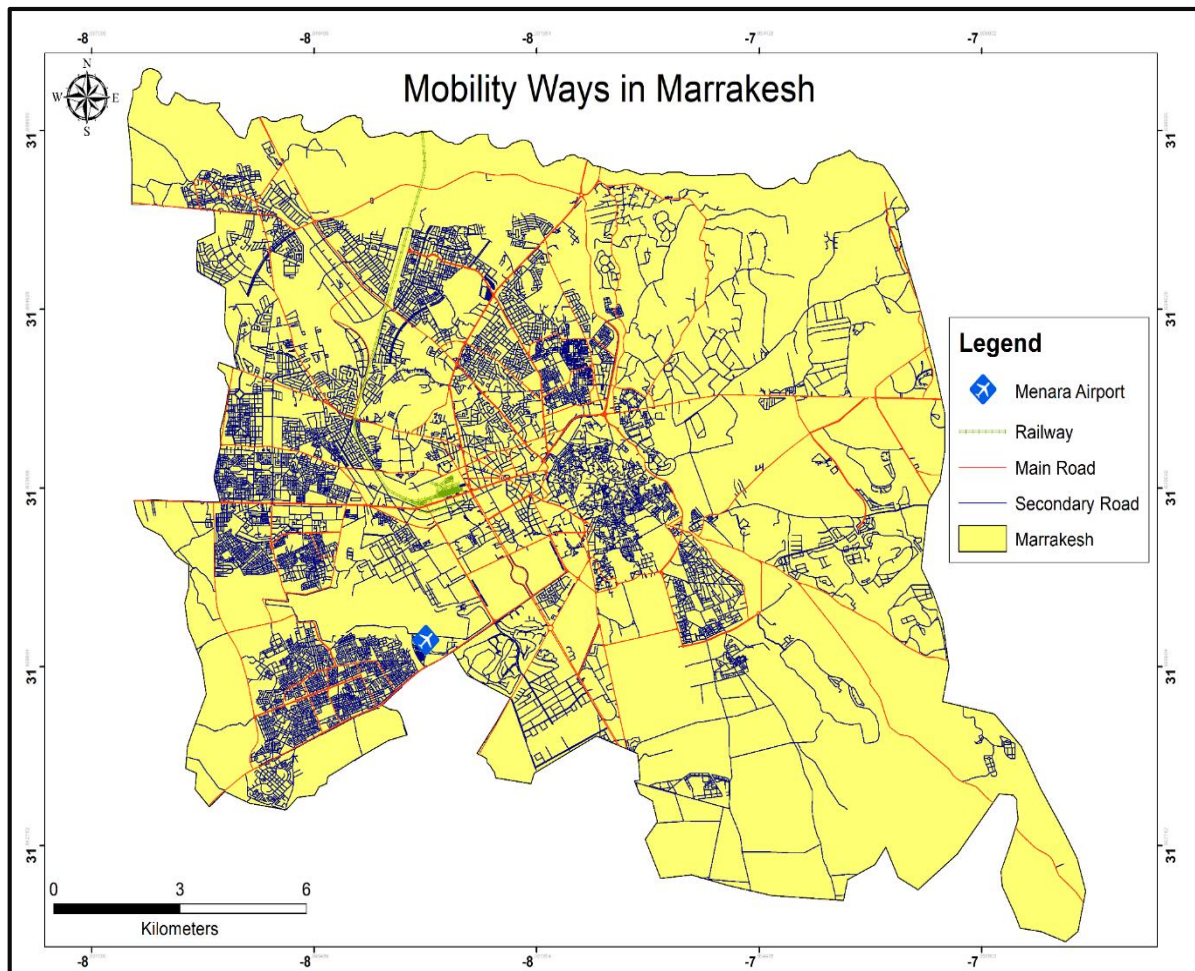 -8 -8 -8 -7 -7
N
W E
S
Mobility Ways in Marrakesh
31
31
31
31
31
31
31
31
31
31
Legend
Menara Airport
Railway
Main Road
Secondary Road
Marrakesh
0 3 6
Kilometers
-8 -8 -8 -7 -7